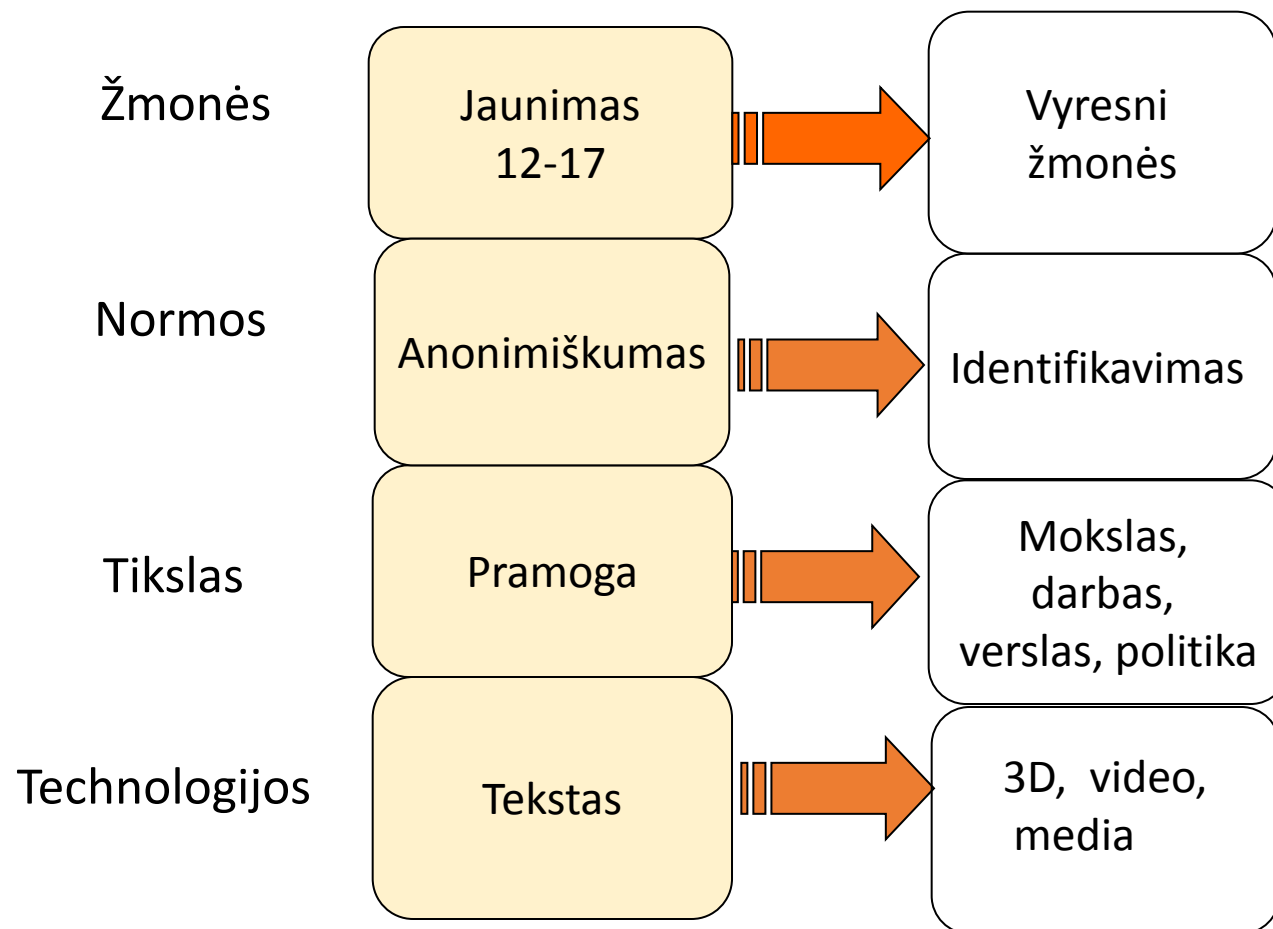 Žmonės
Jaunimas
12-17
Vyresni
žmonės
Normos
Anonimiškumas
Identifikavimas
Tikslas
Pramoga
Mokslas,
darbas,
verslas, politika
Technologijos
Tekstas
3D, video,
media